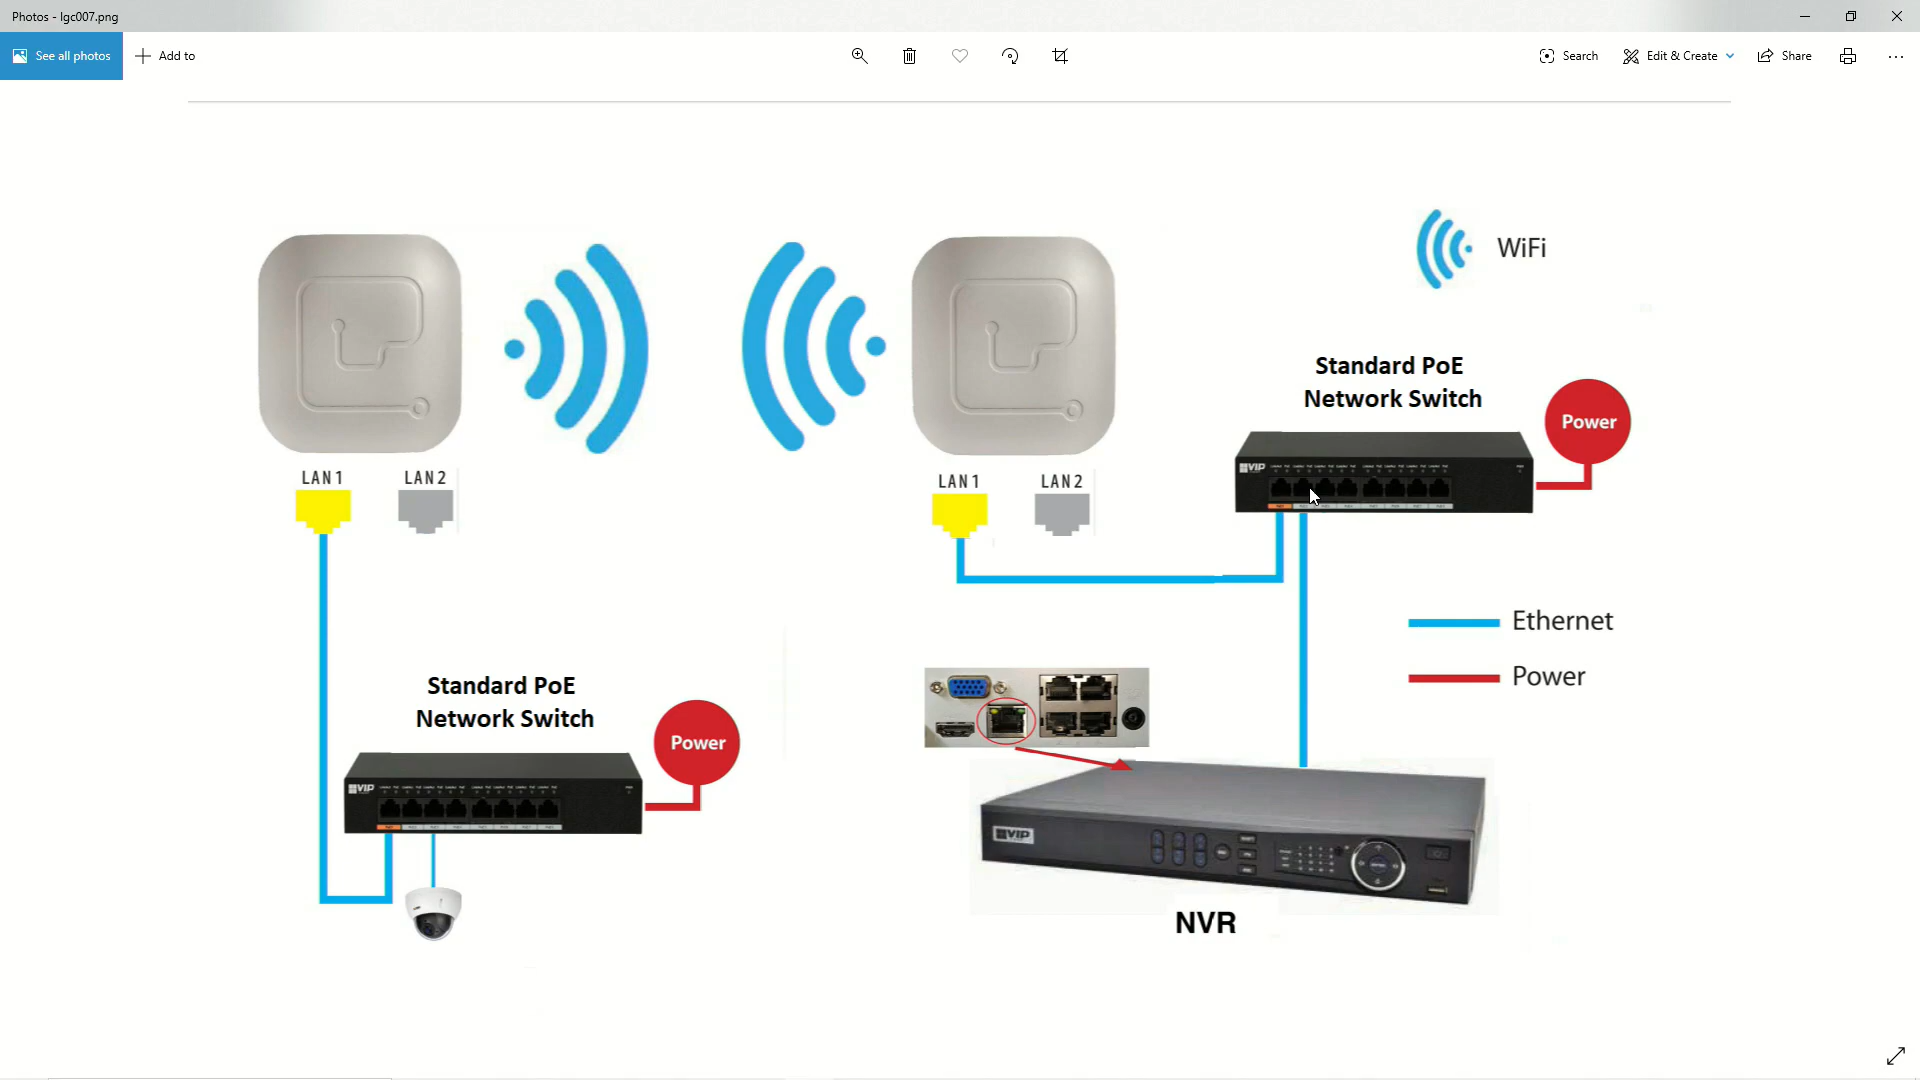 Photos - lgc007.png
See all photos
Add to
Search
Edit & Create
Share
WiFi
Standard PoE
Network Switch
Power
VIP
LAN 1
LAN 2
LAN 1
LAN 2
Ethernet
Power
Standard PoE
Network Switch
Power
VIP
VIP
NVR